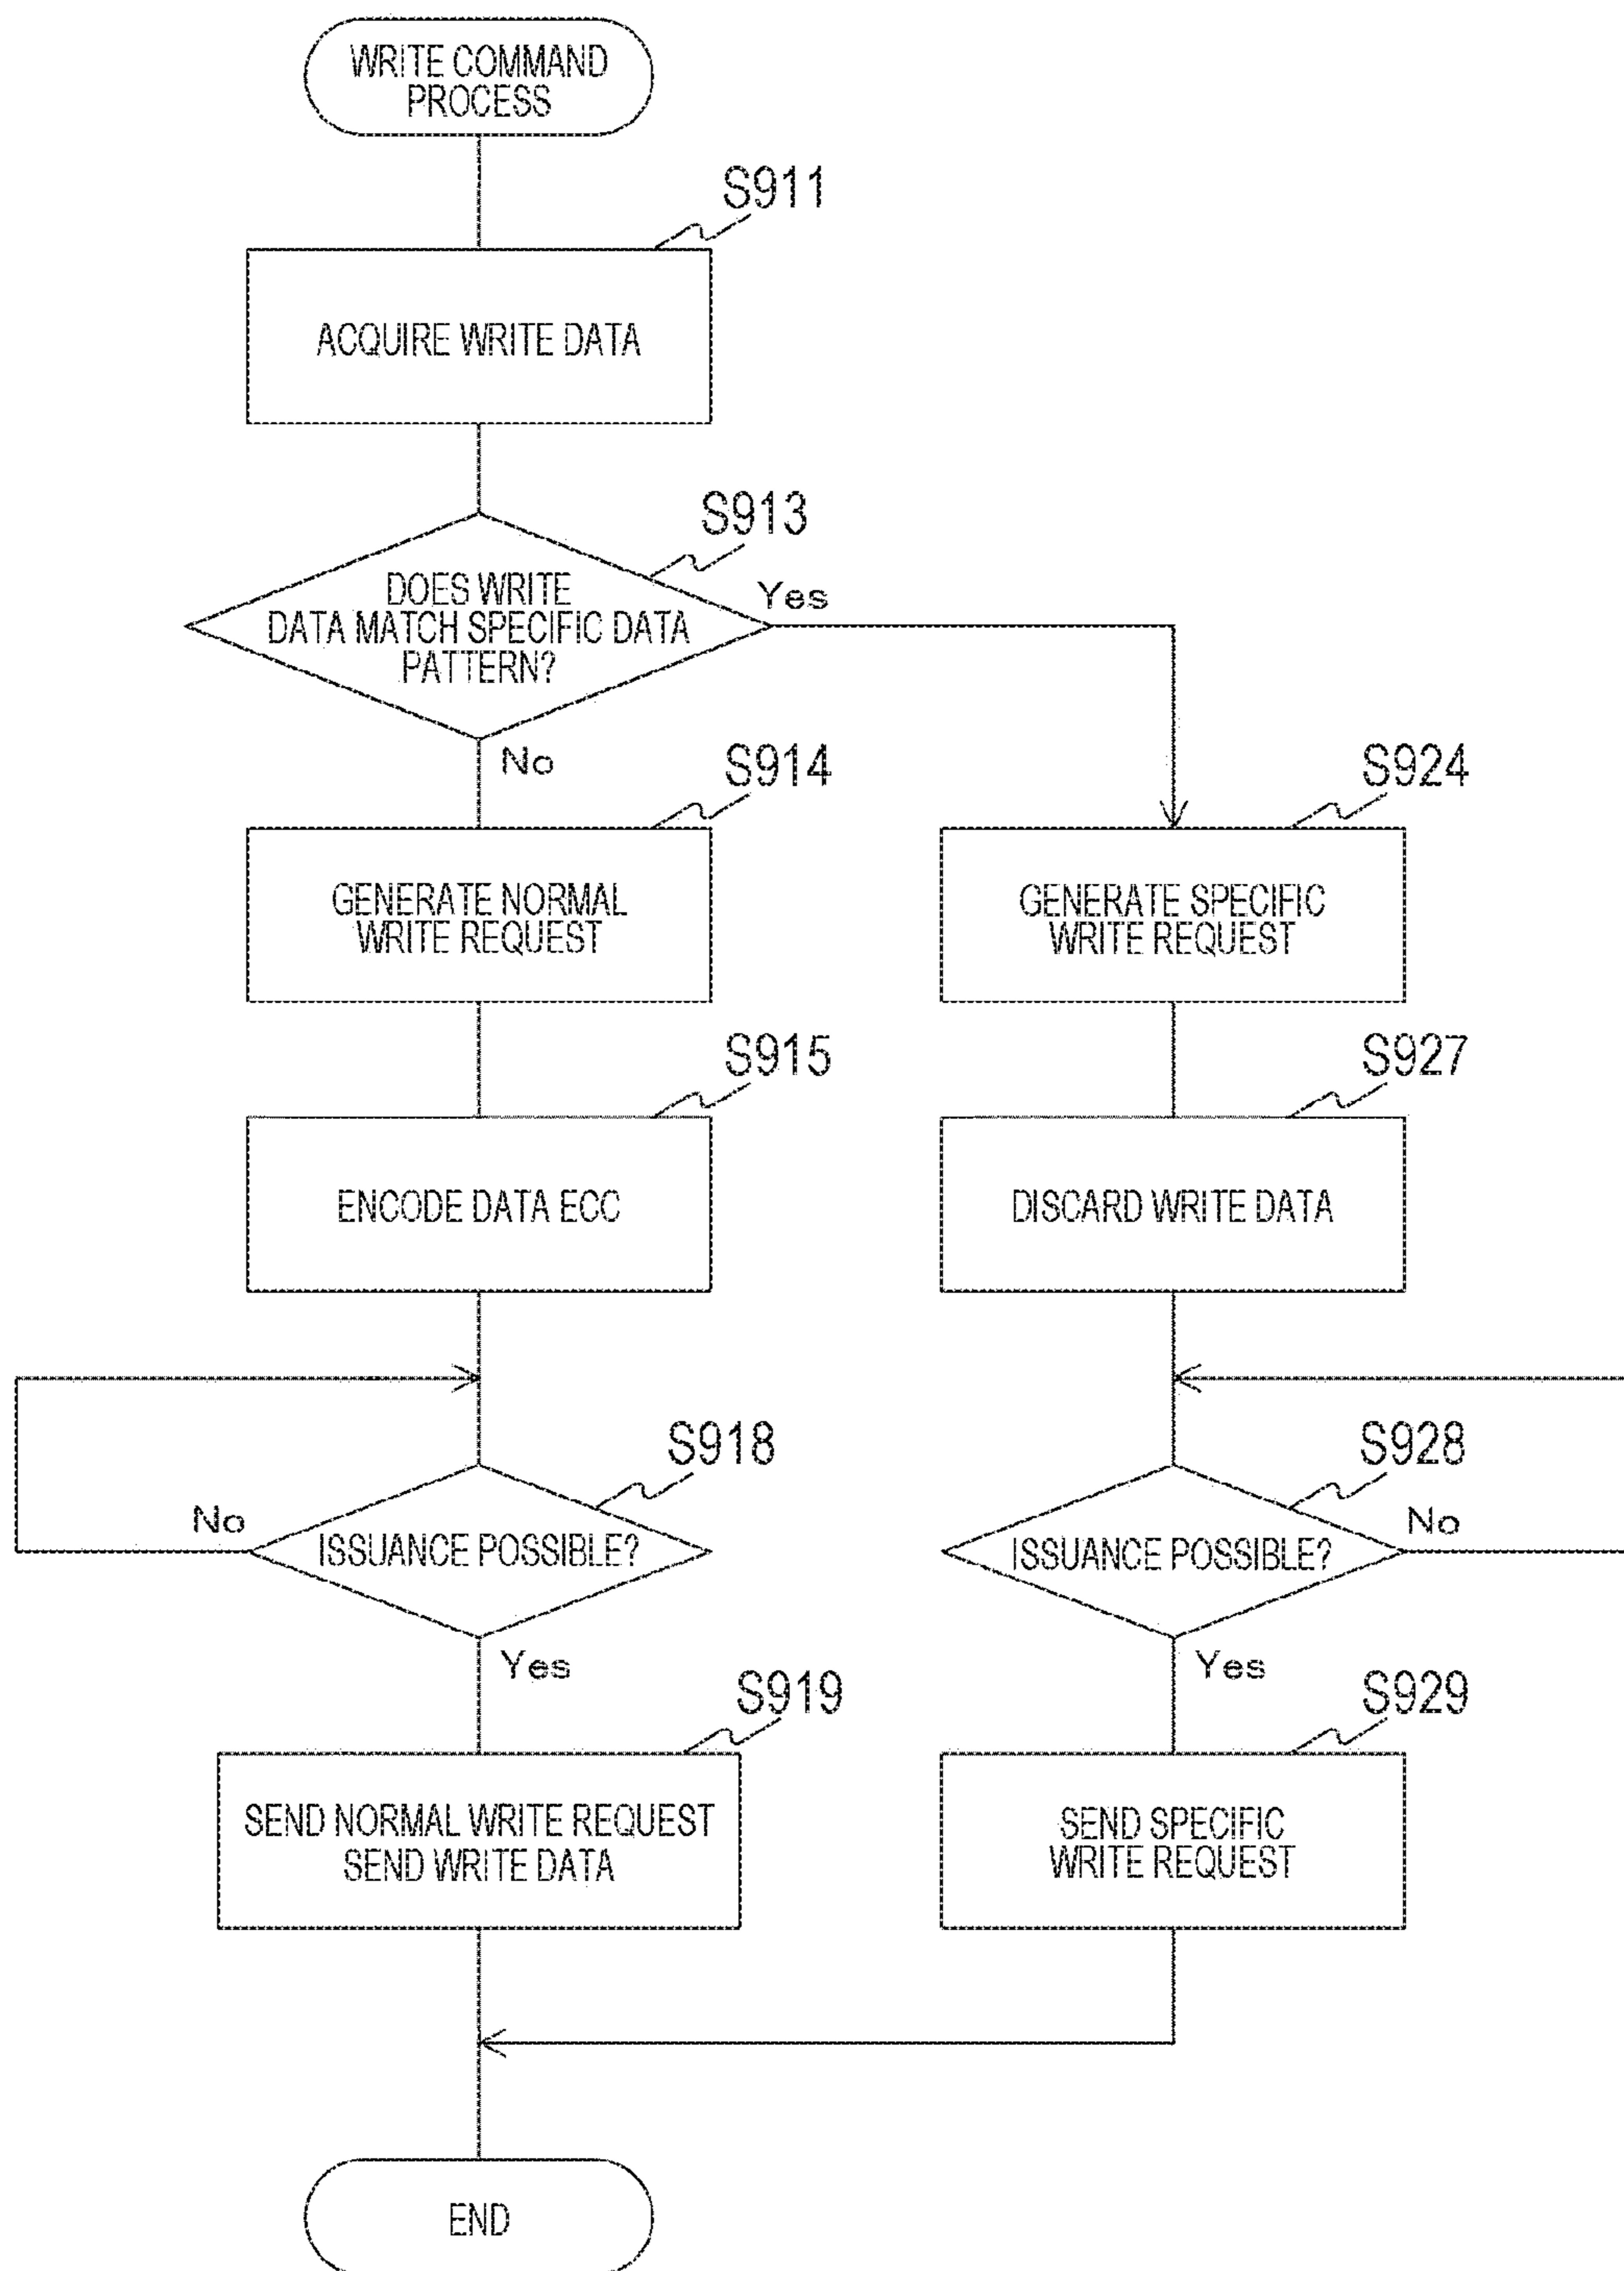 WRITE COMMAND
PROCESS
S911
ACQUIRE WRITE DATA
S913
DOES WRITE
DATA MATCH SPECIFIC DATA
PATTERN?
Yes
No
S914
GENERATE NORMAL
WRITE REQUEST
S924
GENERATE SPECIFIC
WRITE REQUEST
S915
ENCODE DATA ECC
S927
DISCARD WRITE DATA
S918
ISSUANCE POSSIBLE?
No
Yes
S928
ISSUANCE POSSIBLE?
No
Yes
S919
SEND NORMAL WRITE REQUEST
SEND WRITE DATA
S929
SEND SPECIFIC
WRITE REQUEST
END